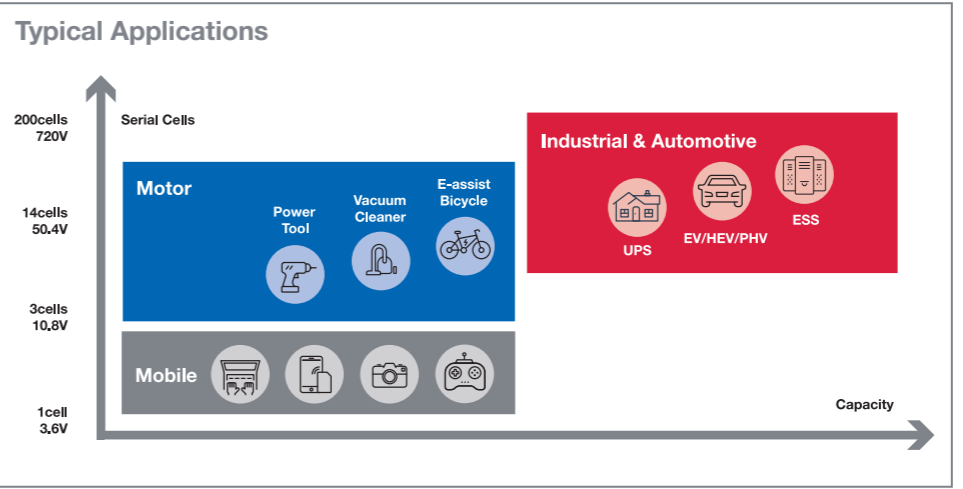 Typical Applications
200cells
720V
Serial Cells
14cells
50.4V
3cells
10.8V
1cell
3.6V
Motor
Power
Tool
Vacuum
Cleaner
E-assist
Bicycle
Industrial & Automotive
UPS
EV/HEV/PHV
ESS
Mobile
Capacity